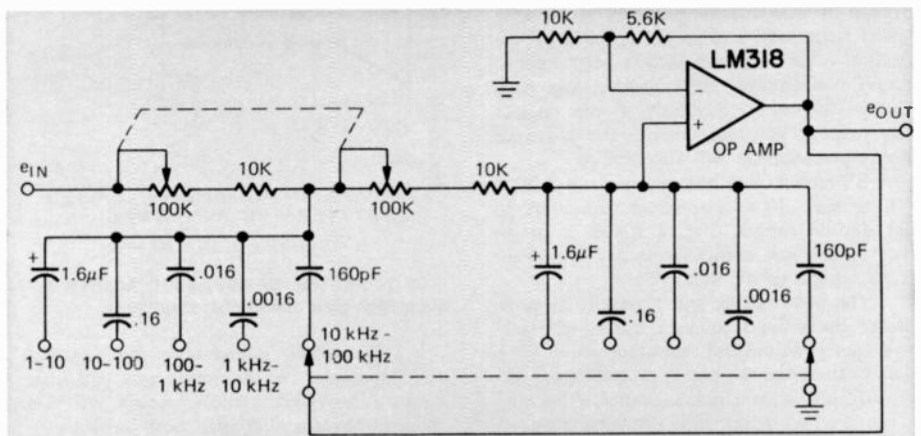 10K
5.6K
LM318
-
+
OP AMP
eOUT
eIN
100K
10K
100K
10K
+
1.6µF
.16
.016
.0016
160pF
+
1.6µF
.16
.016
.0016
160pF
1–10
10–100
100-
1 kHz
1 kHz–
10 kHz
10 kHz -
100 kHz